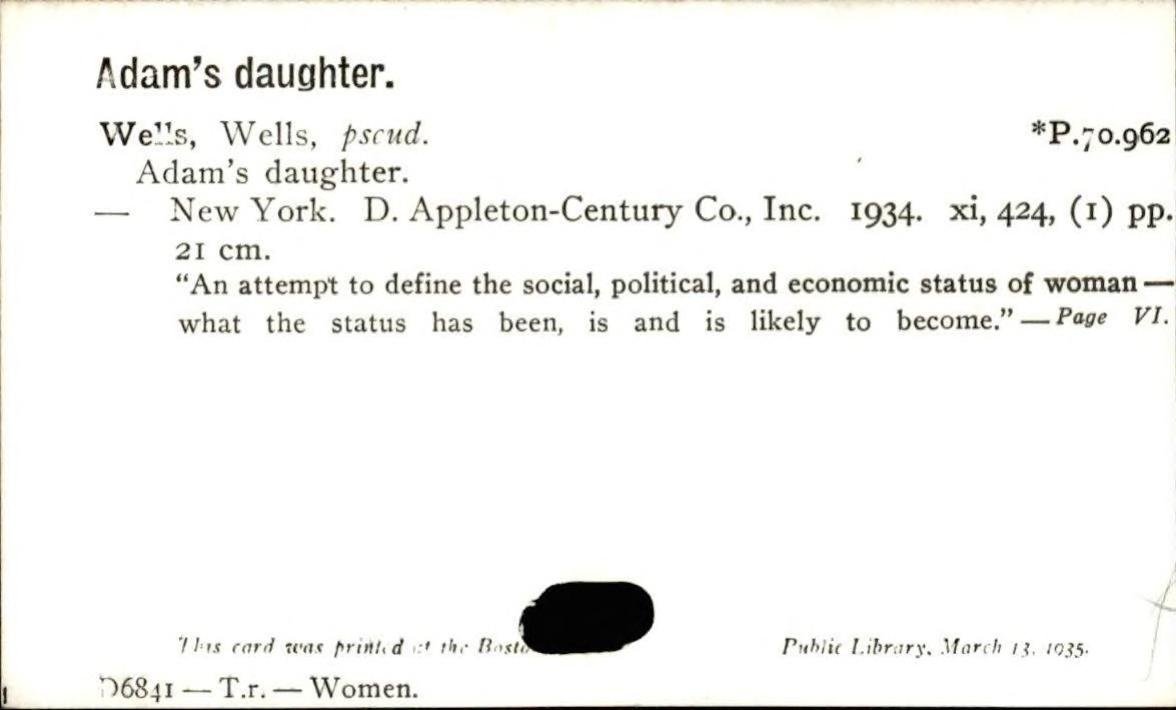 Adam's daughter.
Wells, Wells, pseud. *P.70.962
Adam's daughter.
— New York. D. Appleton-Century Co., Inc. 1934. xi, 424, (1) pp.
21 cm.
"An attempt to define the social, political, and economic status of woman —
what the status has been, is and is likely to become." — Page VI.
This card was printed at the Bosto Public Library, March 13, 1935.
D6841 — T.r. — Women.